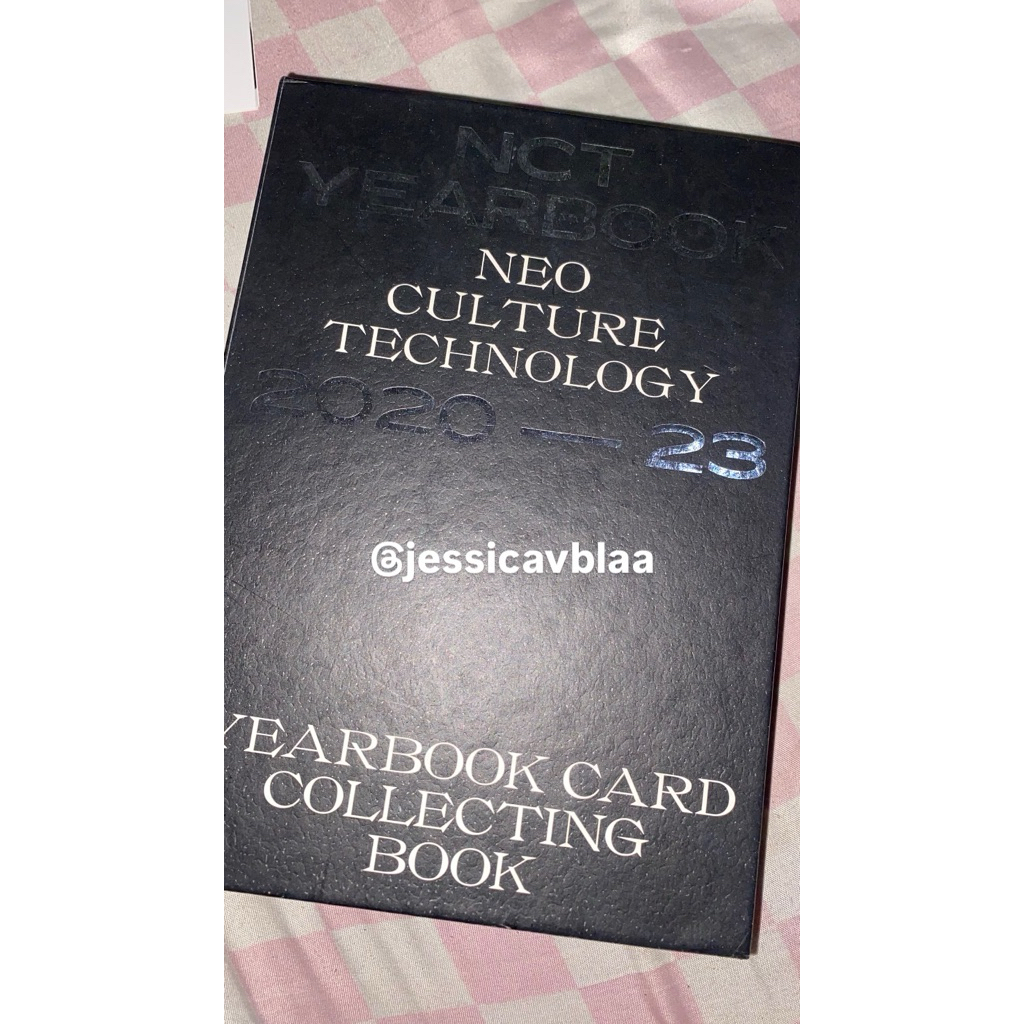 NCT
YEARBOOK
NEO
CULTURE
TECHNOLOGY
2020 — 23
@jessicavblaa
YEARBOOK CARD
COLLECTING
BOOK